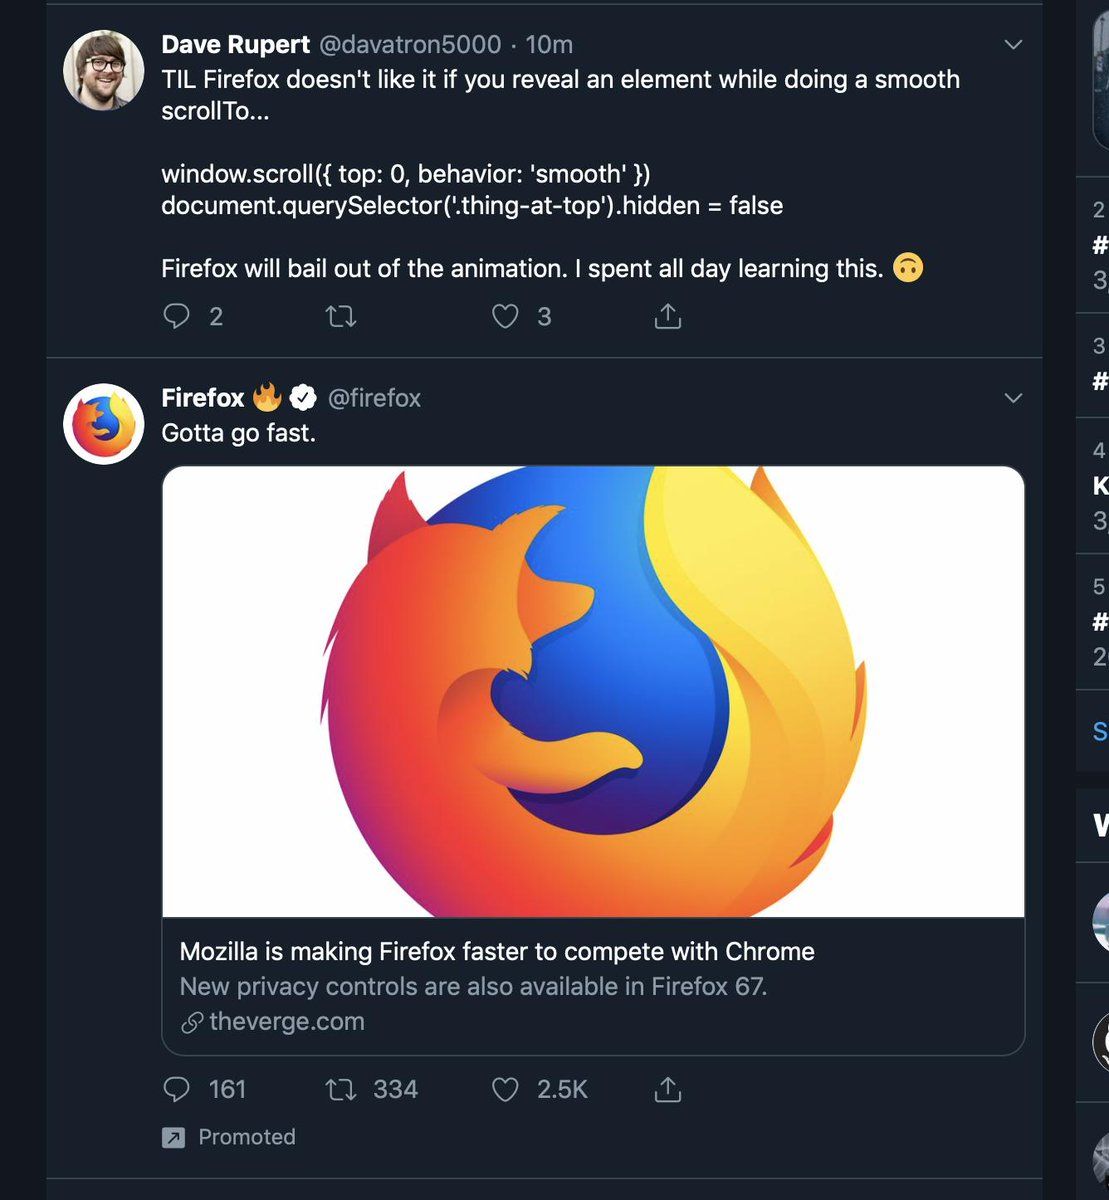 Dave Rupert @davatron5000 · 10m
TIL Firefox doesn't like it if you reveal an element while doing a smooth
scrollTo...
window.scroll({ top: 0, behavior: 'smooth' })
document.querySelector('.thing-at-top').hidden = false
Firefox will bail out of the animation. I spent all day learning this. 🙃
2 3
Firefox 🔥 @firefox
Gotta go fast.
Mozilla is making Firefox faster to compete with Chrome
New privacy controls are also available in Firefox 67.
theverge.com
161 334 2.5K
Promoted
2
#
3,
3
#
4
K
3,
5
#
2
S